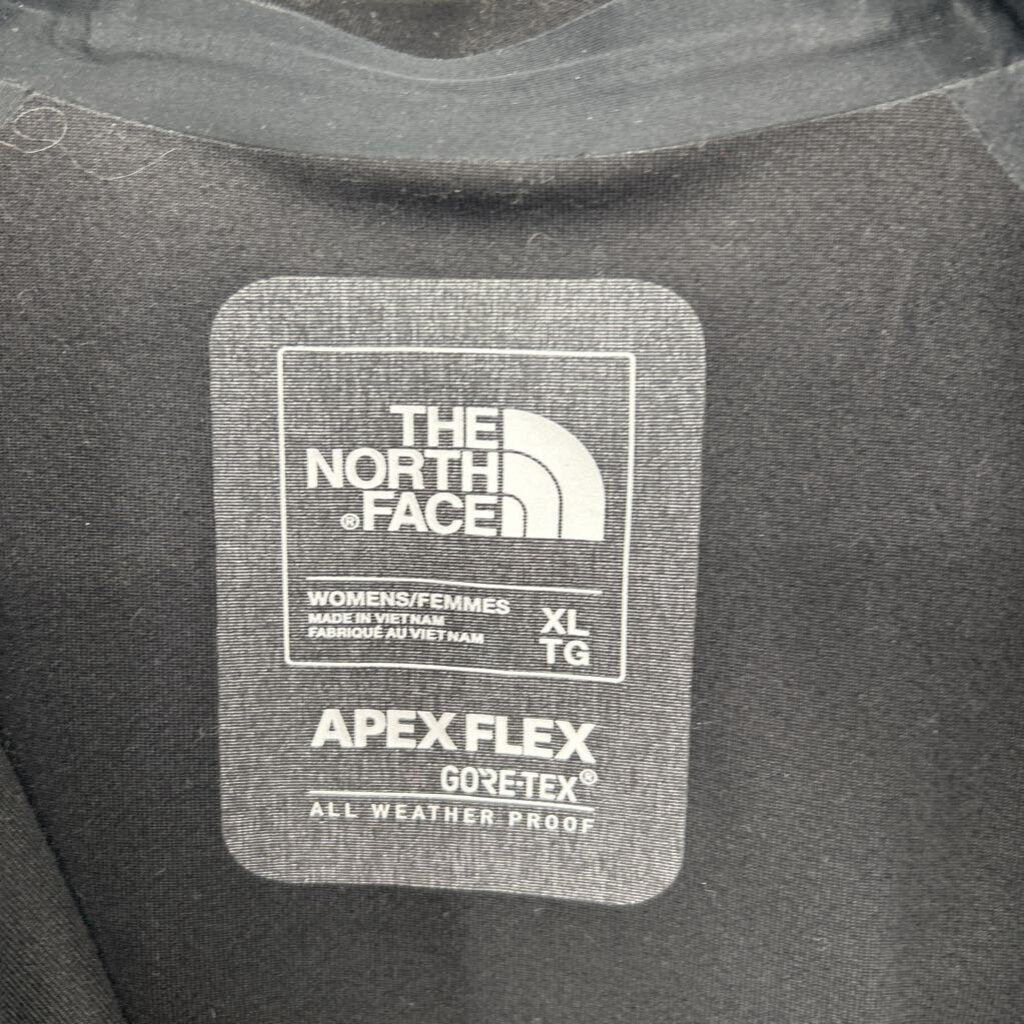 THE
NORTH
®FACE
WOMENS/FEMMES
MADE IN VIETNAM
FABRIQUÉ AU VIETNAM
XL
TG
APEX FLEX
GORE-TEX®
ALL WEATHER PROOF